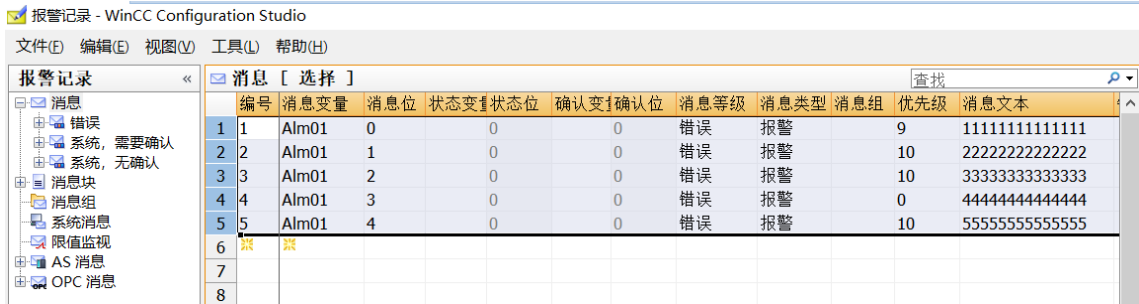 报警记录 - WinCC Configuration Studio
文件(F) 编辑(E) 视图(V) 工具(L) 帮助(H)
报警记录 «
消息
错误
系统，需要确认
系统，无确认
消息块
消息组
系统消息
限值监视
AS 消息
OPC 消息
消息 [ 选择 ] 查找
编号 消息变量 消息位 状态变量 状态位 确认变量 确认位 消息等级 消息类型 消息组 优先级 消息文本
1 1 Alm01 0 0 0 错误 报警 9 11111111111111
2 2 Alm01 1 0 0 错误 报警 10 22222222222222
3 3 Alm01 2 0 0 错误 报警 10 33333333333333
4 4 Alm01 3 0 0 错误 报警 0 44444444444444
5 5 Alm01 4 0 0 错误 报警 10 55555555555555
6
7
8